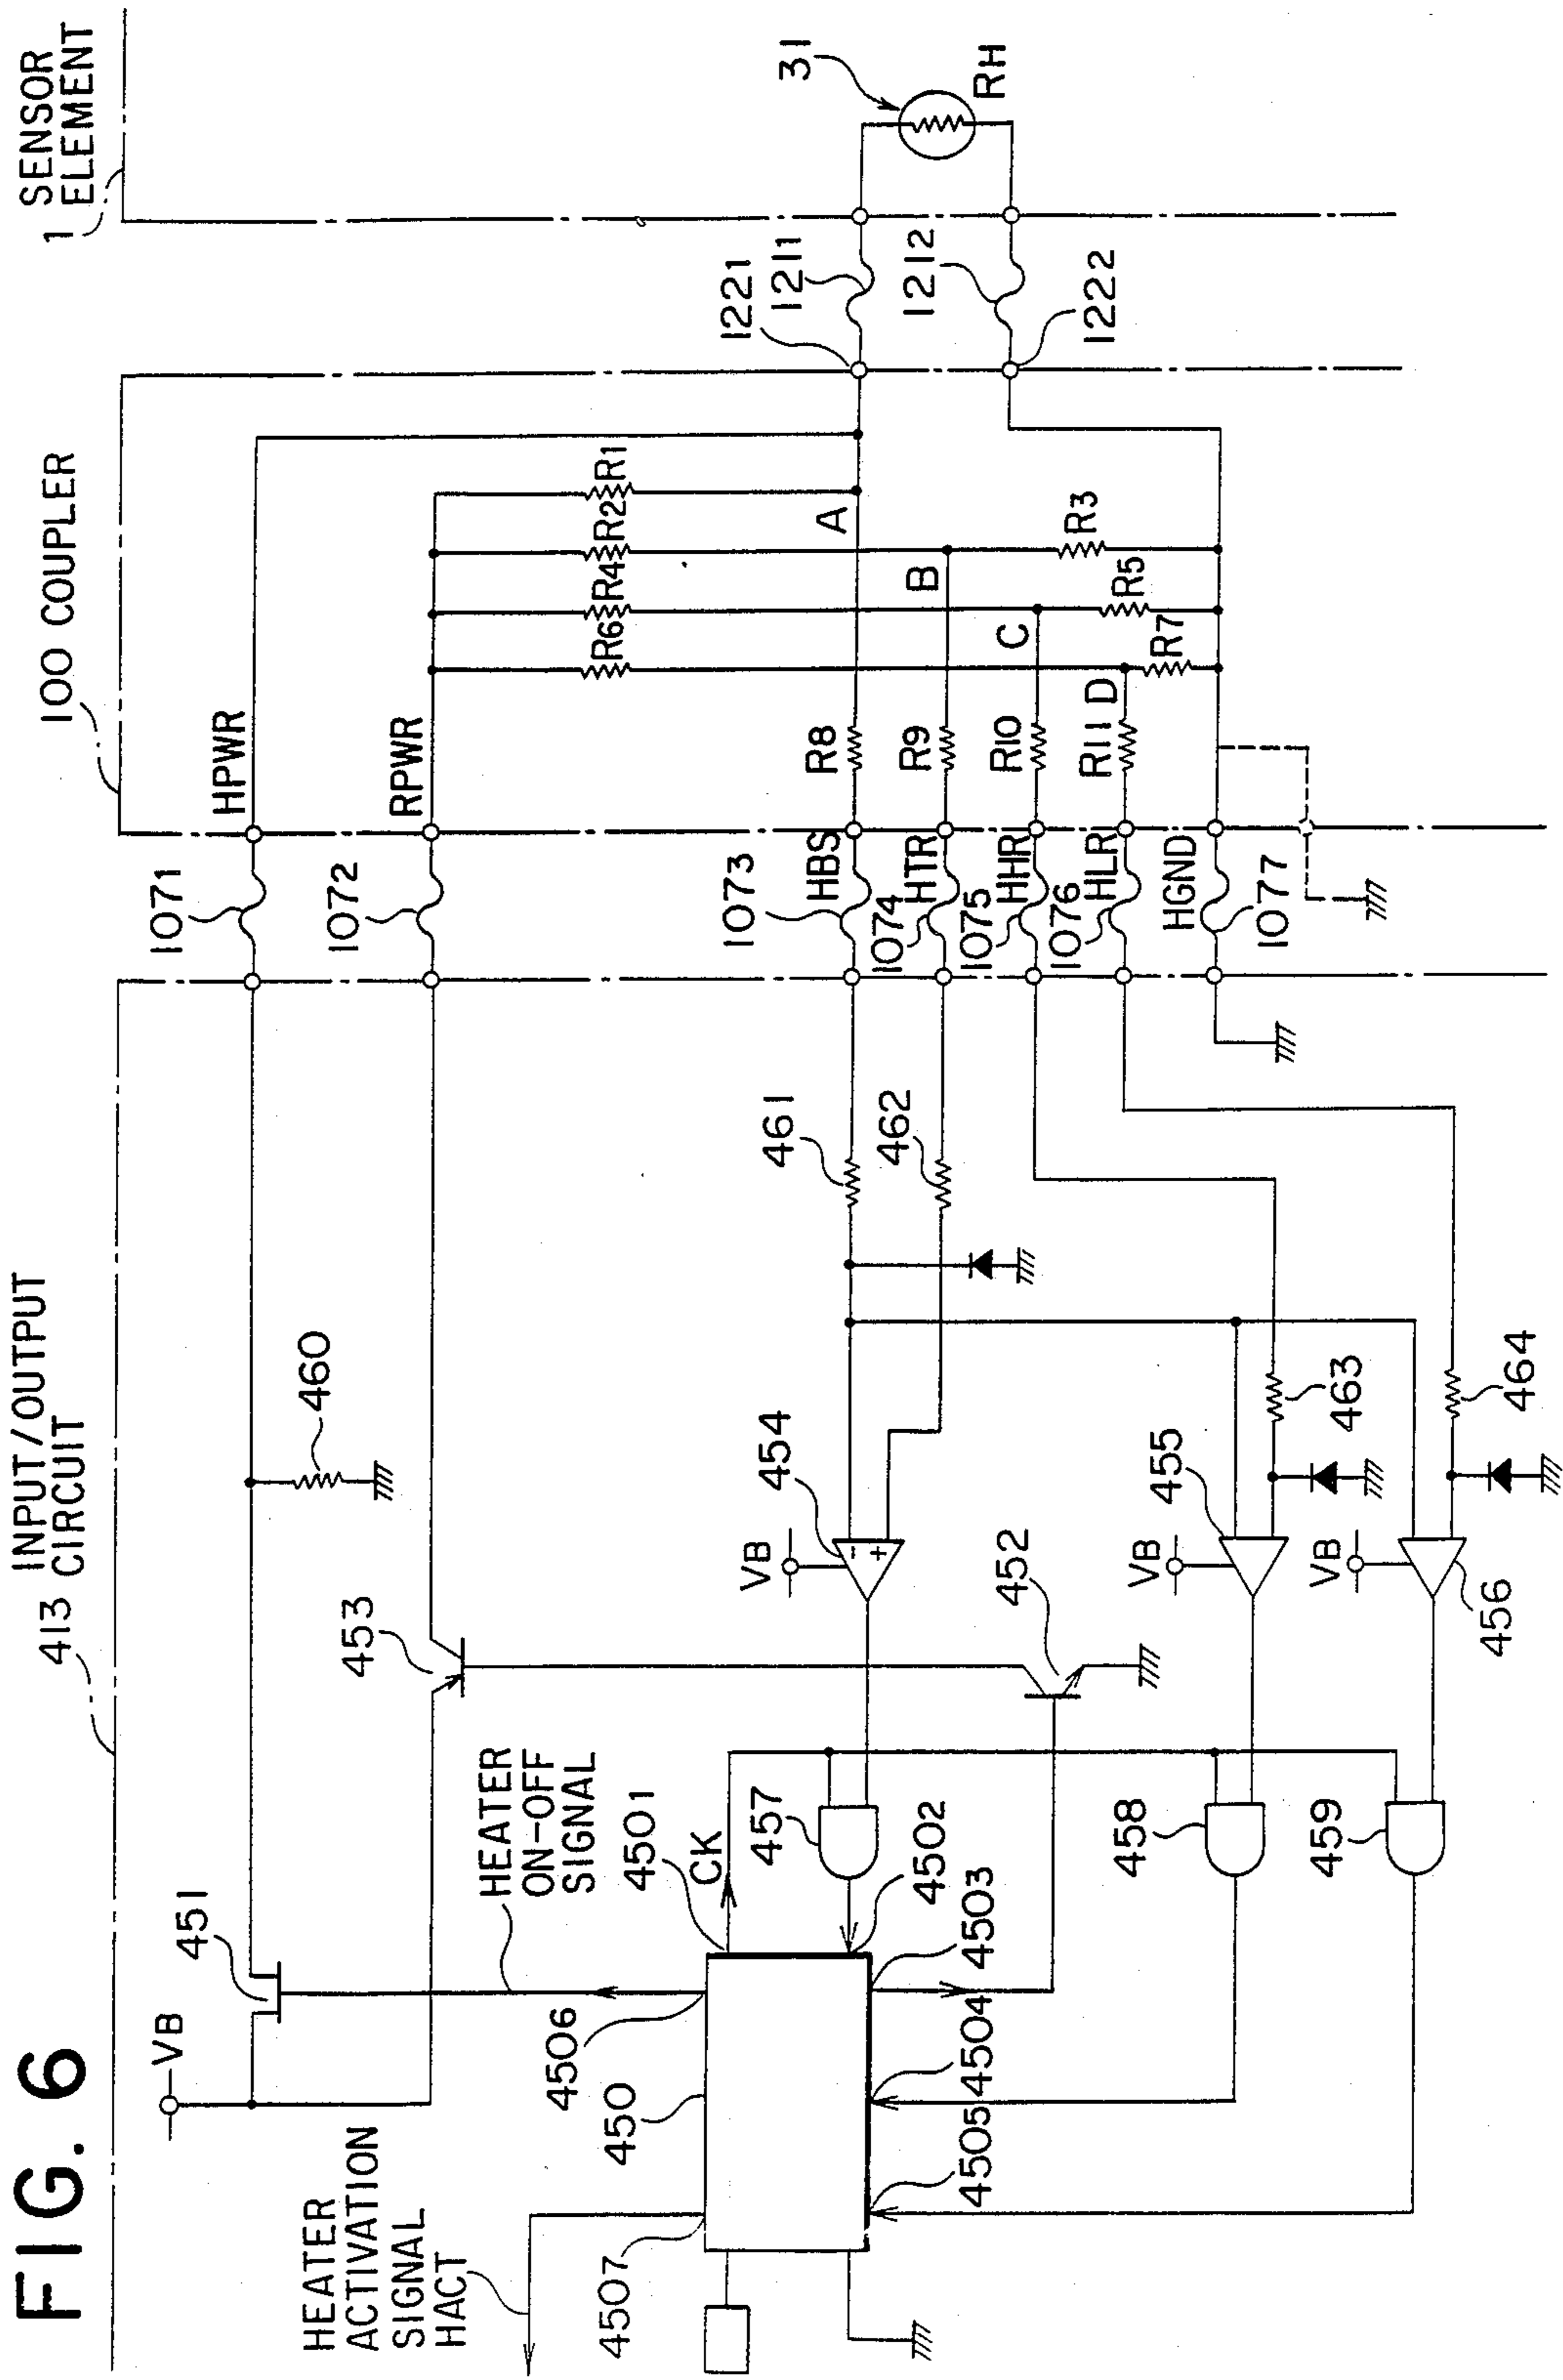 FIG. 6
413 INPUT/OUTPUT
CIRCUIT
100 COUPLER
1 SENSOR
ELEMENT
VB
451
453
460
1071
HPWR
1072
RPWR
HEATER
ON-OFF
SIGNAL
HEATER
ACTIVATION
SIGNAL
HACT
4507
450
4506
4501
CK
457
4502
4503
4504
4505
VB
454
-
+
452
461
462
1073
HBS
1074
HTR
1075
HHR
1076
HLR
HGND
1077
R8
R9
R10
R11
R6
R4
R2
R1
A
B
C
D
R3
R5
R7
1221
1211
1212
1222
31
RH
458
459
VB
455
463
VB
456
464